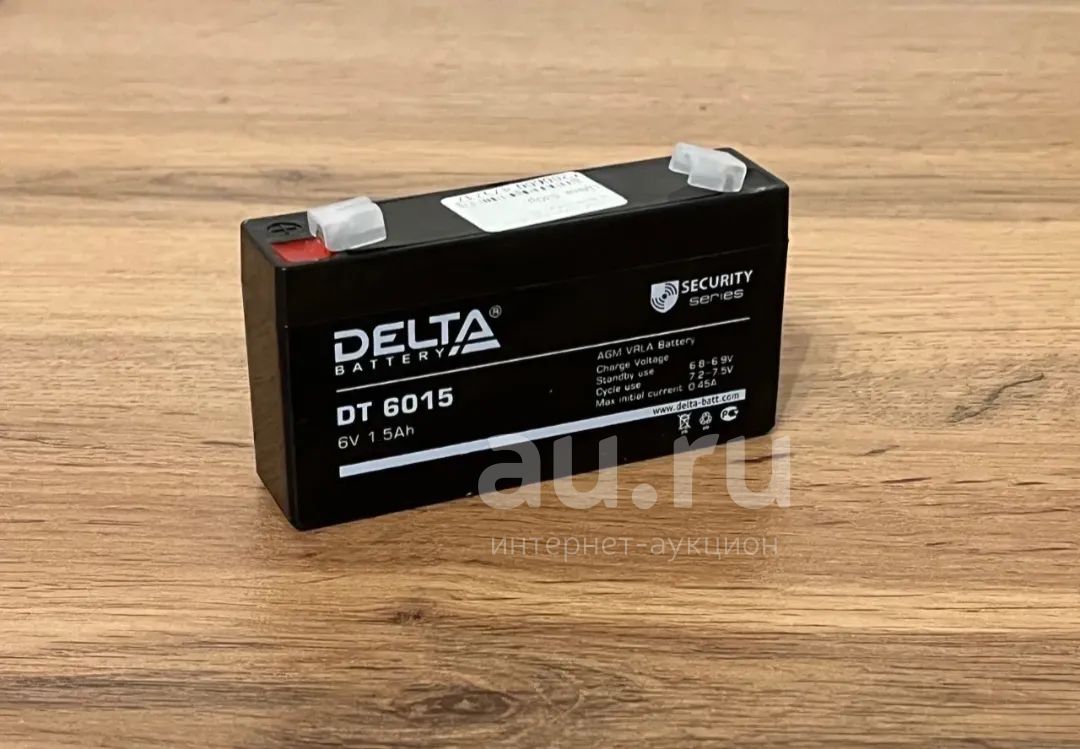 SECURITY
series
DELTA®
BATTERY
DT 6015
6V 1.5Ah
AGM VRLA Battery
Charge Voltage
Standby use 6.8-6.9V
Cycle use 7.2-7.5V
Max initial current 0.45A
www.delta-batt.com
au.ru
интернет-аукцион